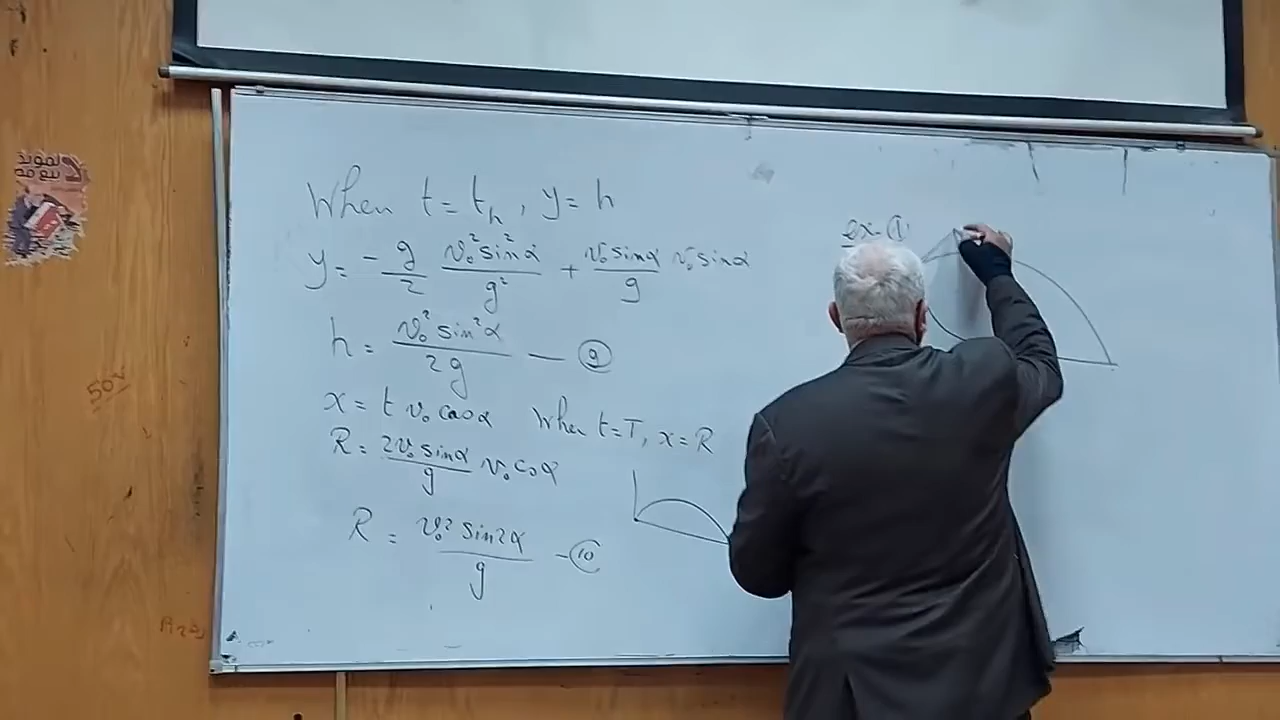 When t = t_h, y = h
y = -g/2 v₀² sin²α/g² + v₀ sinα/g v₀ sinα
h = v₀² sin²α/2g — ⑨
x = t v₀ cosα When t = T, x = R
R = 2v₀ sinα/g v₀ cosα
R = v₀² sin2α/g — ⑩
ex-①
50V